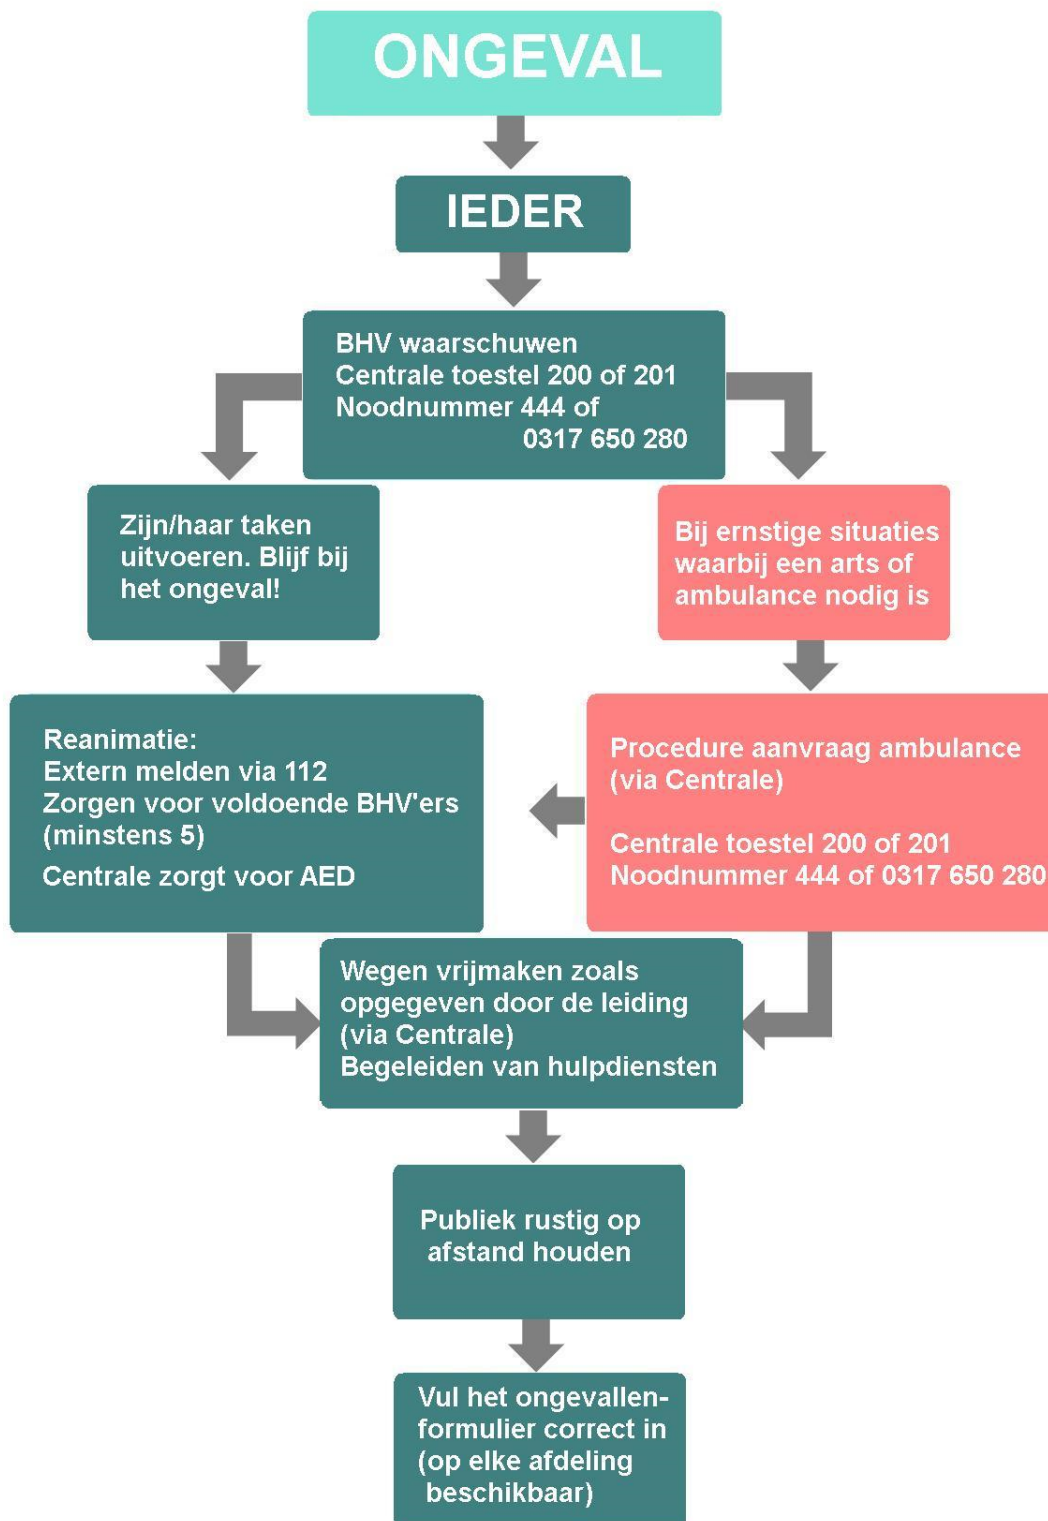 ONGEVAL
IEDER
BHV waarschuwen
Centrale toestel 200 of 201
Noodnummer 444 of
0317 650 280
Zijn/haar taken
uitvoeren. Blijf bij
het ongeval!
Bij ernstige situaties
waarbij een arts of
ambulance nodig is
Reanimatie:
Extern melden via 112
Zorgen voor voldoende BHV'ers
(minstens 5)
Centrale zorgt voor AED
Procedure aanvraag ambulance
(via Centrale)
Centrale toestel 200 of 201
Noodnummer 444 of 0317 650 280
Wegen vrijmaken zoals
opgegeven door de leiding
(via Centrale)
Begeleiden van hulpdiensten
Publiek rustig op
afstand houden
Vul het ongevallen-
formulier correct in
(op elke afdeling
beschikbaar)